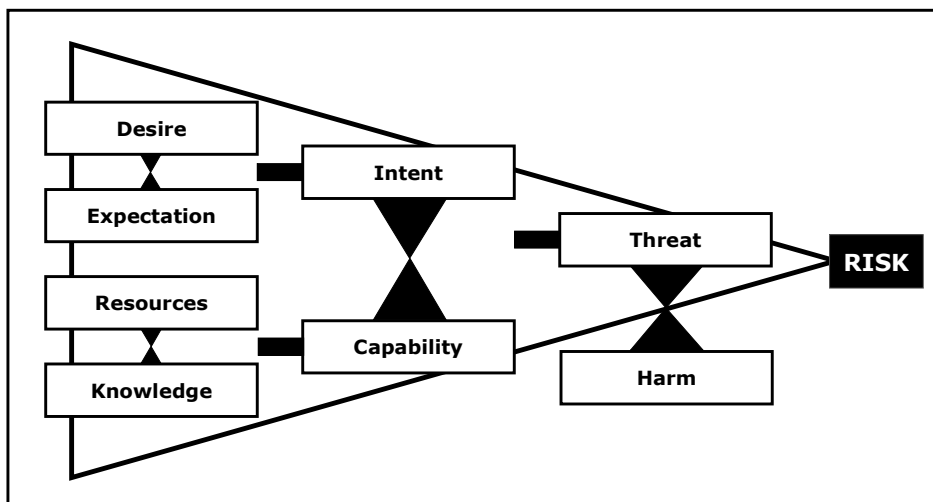 Desire
Expectation
Resources
Knowledge
Intent
Capability
Threat
Harm
RISK